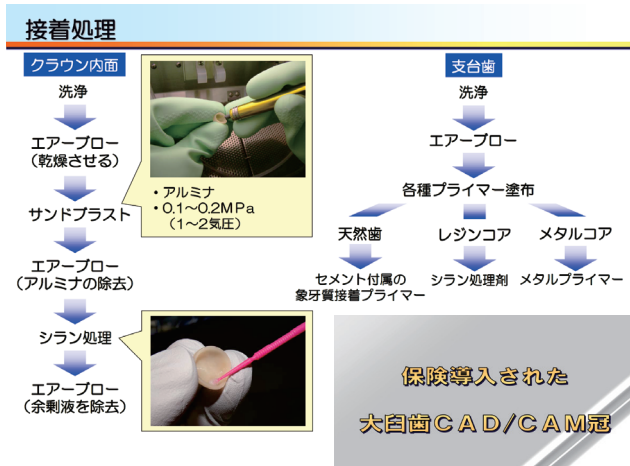 接着処理
クラウン内面
洗浄
エアーブロー
(乾燥させる)
サンドブラスト
エアーブロー
(アルミナの除去)
シラン処理
エアーブロー
(余剰液を除去)
・アルミナ
・0.1~0.2MPa
(1~2気圧)
支台歯
洗浄
エアーブロー
各種プライマー塗布
天然歯
セメント付属の
象牙質接着プライマー
レジンコア
シラン処理剤
メタルコア
メタルプライマー
保険導入された
大臼歯CAD/CAM冠